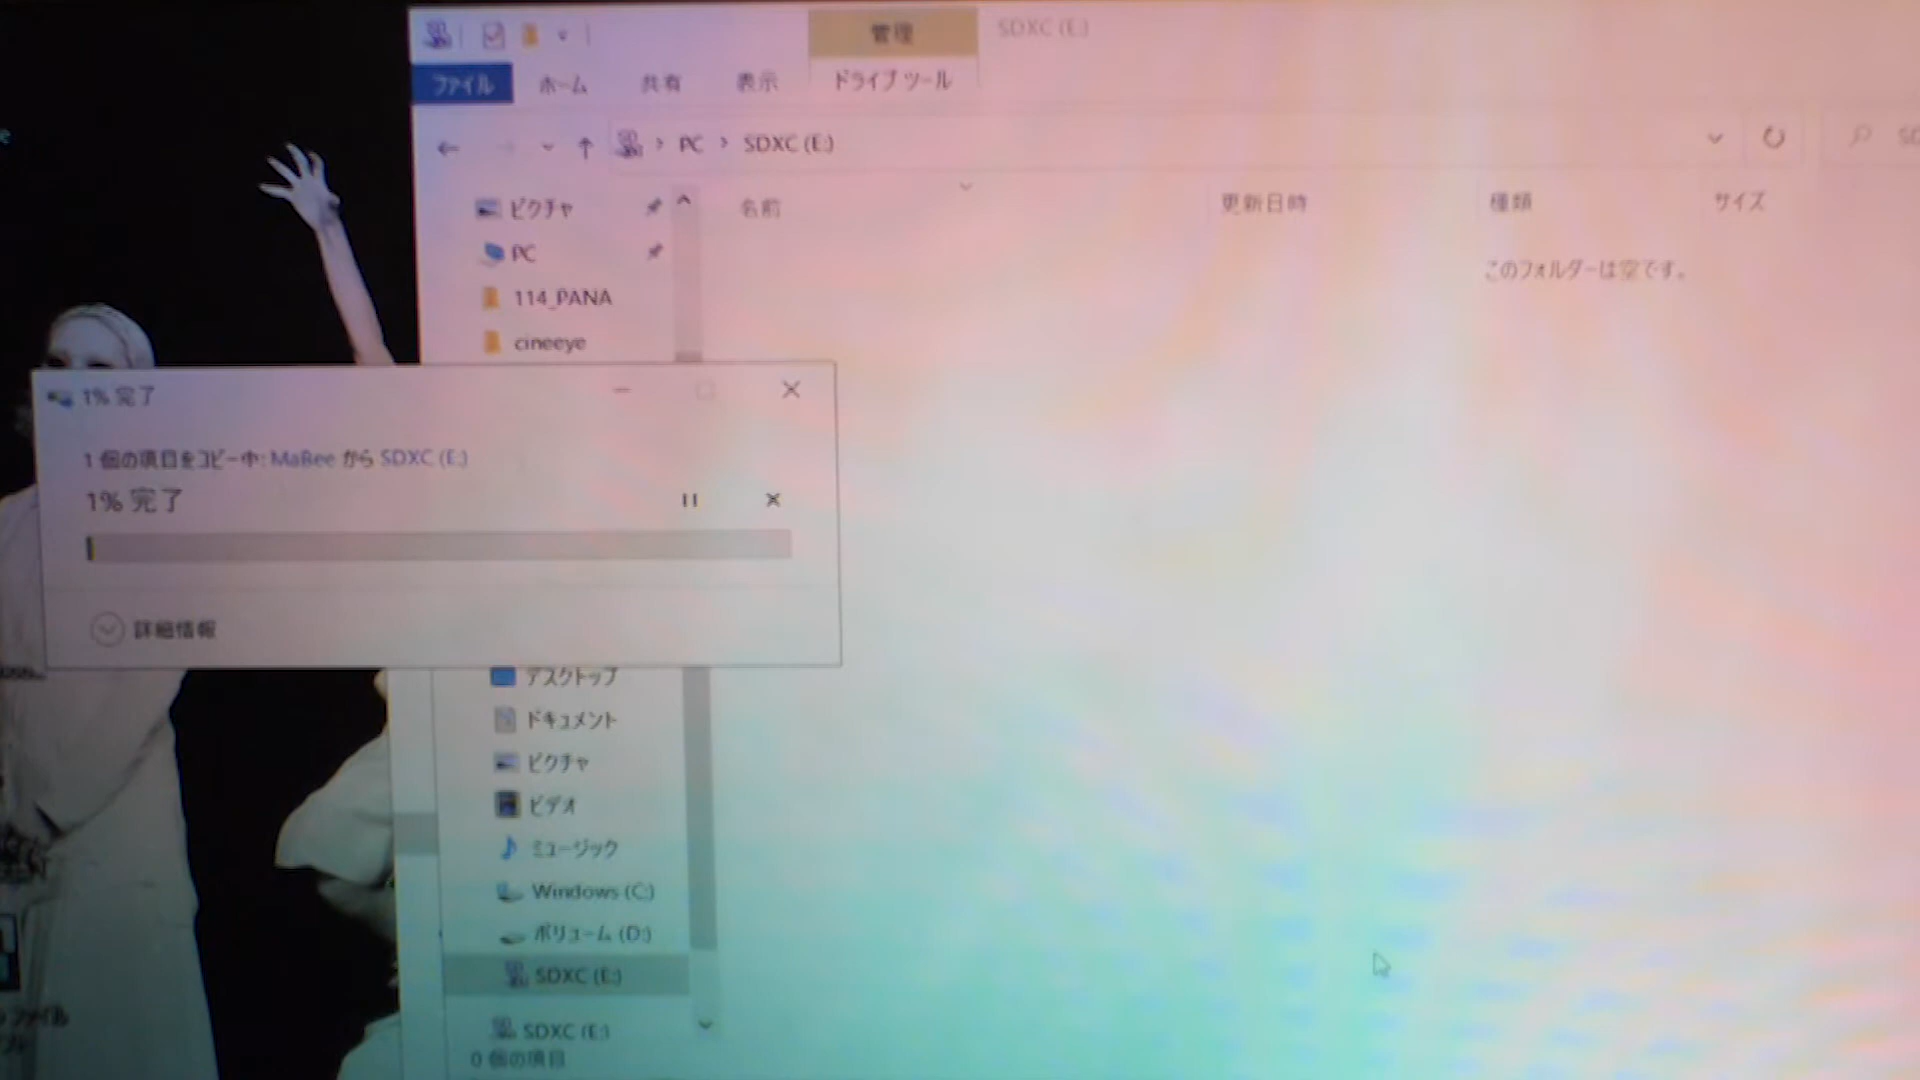 管理
SDXC (E:)
ファイル
ホーム
共有
表示
ドライブ ツール
PC
SDXC (E:)
名前
更新日時
種類
サイズ
このフォルダーは空です。
ピクチャ
PC
114_PANA
cineeye
1% 完了
1 個の項目をコピー中: MaBee から SDXC (E:)
1% 完了
詳細情報
デスクトップ
ドキュメント
ピクチャ
ビデオ
ミュージック
Windows (C:)
ボリューム (D:)
SDXC (E:)
SDXC (E:)
0 個の項目
ファイル